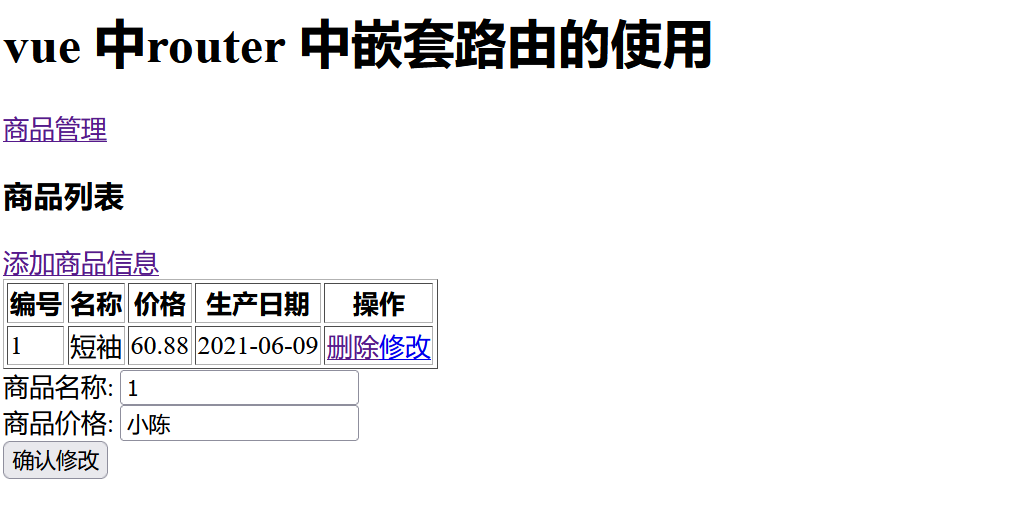 vue 中router 中嵌套路由的使用
商品管理
商品列表
添加商品信息
编号 名称 价格 生产日期 操作
1 短袖 60.88 2021-06-09 删除修改
商品名称: 1
商品价格: 小陈
确认修改